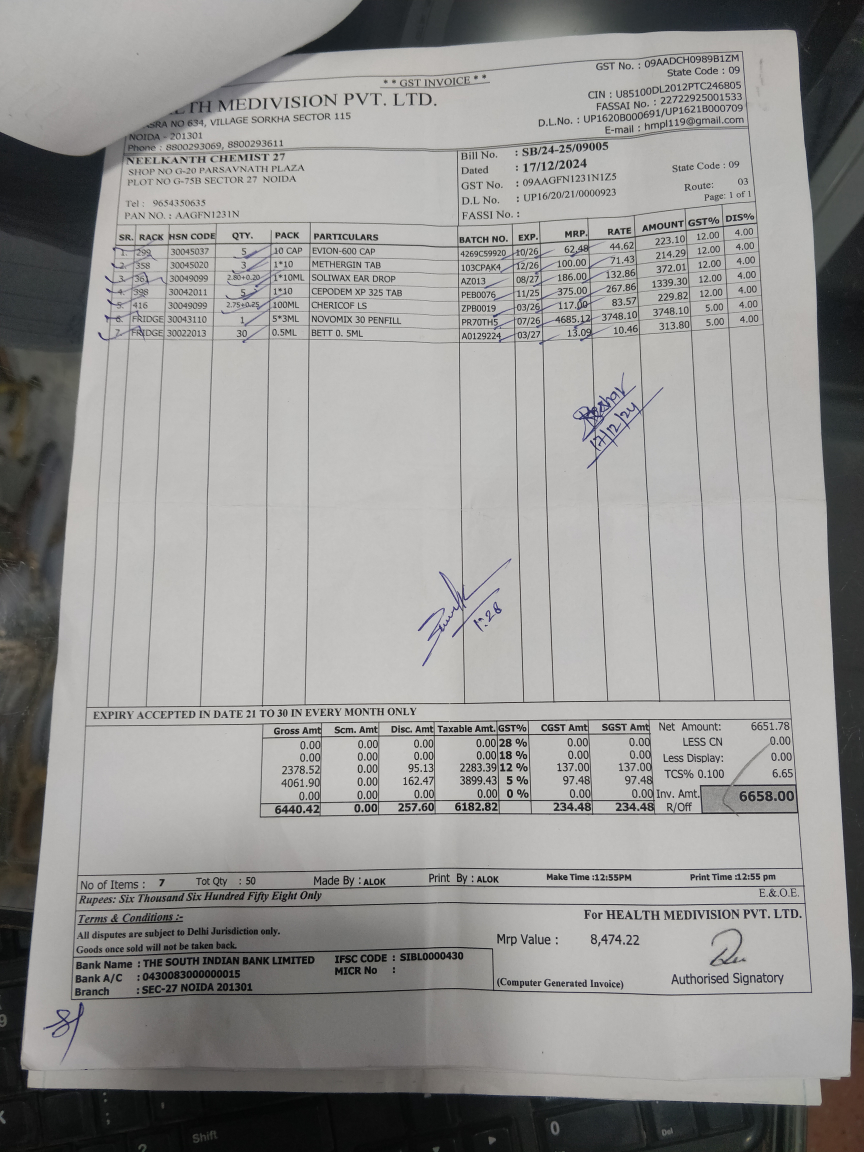 * * GST INVOICE * *
LTH MEDIVISION PVT. LTD.
NO 634, VILLAGE SORKHA SECTOR 115
NOIDA - 201301
Phone : 8800293069, 8800293611
GST No. : 09AADCH0989B1ZM
State Code : 09
CIN : U85100DL2012PTC246805
FASSAI No. : 22722925001533
D.L.No. : UP1620B000691/UP1621B000709
E-mail : hmpl119@gmail.com
NEELKANTH CHEMIST 27
SHOP NO G-20 PARSAVNATH PLAZA
PLOT NO G-75B SECTOR 27 NOIDA
Tel : 9654350635
PAN NO. : AAGFN1231N
Bill No. : SB/24-25/09005
Dated : 17/12/2024
GST No. : 09AAGFN1231N1Z5 State Code : 09
D.L No. : UP16/20/21/0000923 Route: 03
FASSI No. : Page: 1 of 1
SR. RACK HSN CODE QTY. PACK PARTICULARS BATCH NO. EXP. MRP. RATE AMOUNT GST% DIS%
1. 299 30045037 5 10 CAP EVION-600 CAP 4269C59920 10/26 62.48 44.62 223.10 12.00 4.00
2. 358 30045020 3 1*10 METHERGIN TAB 103CPAK4 12/26 100.00 71.43 214.29 12.00 4.00
3. 361 30049099 2.80+0.20 1*10ML SOLIWAX EAR DROP AZ013 08/27 186.00 132.86 372.01 12.00 4.00
4. 398 30042011 5 1*10 CEPODEM XP 325 TAB PEB0076 11/25 375.00 267.86 1339.30 12.00 4.00
5. 416 30049099 2.75+0.25 100ML CHERICOF LS ZPB0019 03/26 117.00 83.57 229.82 12.00 4.00
6. FRIDGE 30043110 1 5*3ML NOVOMIX 30 PENFILL PR70TH5 07/26 4685.12 3748.10 3748.10 5.00 4.00
7. FRIDGE 30022013 30 0.5ML BETT 0. 5ML A0129224 03/27 13.09 10.46 313.80 5.00 4.00
17/12/24
1:28
EXPIRY ACCEPTED IN DATE 21 TO 30 IN EVERY MONTH ONLY
Gross Amt Scm. Amt Disc. Amt Taxable Amt. GST% CGST Amt SGST Amt
0.00 0.00 0.00 0.00 28 % 0.00 0.00
0.00 0.00 0.00 0.00 18 % 0.00 0.00
2378.52 0.00 95.13 2283.39 12 % 137.00 137.00
4061.90 0.00 162.47 3899.43 5 % 97.48 97.48
0.00 0.00 0.00 0.00 0 % 0.00 0.00
6440.42 0.00 257.60 6182.82 234.48 234.48
Net Amount: 6651.78
LESS CN 0.00
Less Display: 0.00
TCS% 0.100 6.65
Inv. Amt. 6658.00
R/Off
No of Items : 7 Tot Qty : 50 Made By : ALOK Print By : ALOK Make Time :12:55PM Print Time :12:55 pm
Rupees: Six Thousand Six Hundred Fifty Eight Only E.&.O.E.
Terms & Conditions :-
All disputes are subject to Delhi Jurisdiction only.
Goods once sold will not be taken back.
Bank Name : THE SOUTH INDIAN BANK LIMITED IFSC CODE : SIBL0000430
Bank A/C : 0430083000000015 MICR No :
Branch : SEC-27 NOIDA 201301
For HEALTH MEDIVISION PVT. LTD.
Mrp Value : 8,474.22
(Computer Generated Invoice)
Authorised Signatory
Shift
0
Del